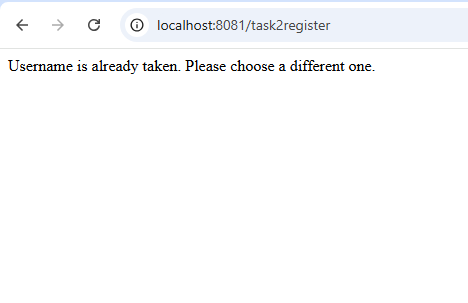 localhost:8081/task2register
Username is already taken. Please choose a different one.